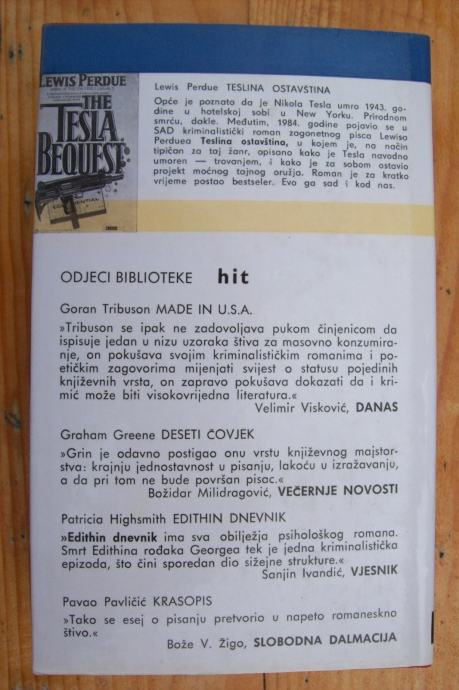 LEWIS PERDUE
THE
TESLA
BEQUEST
Lewis Perdue TESLINA OSTAVŠTINA
Opće je poznato da je Nikola Tesla umro 1943. go-
dine u hotelskoj sobi u New Yorku. Prirodnom
smrću, dakle. Međutim, 1984. godine pojavio se u
SAD kriminalistički roman zagonetnog pisca Lewisa
Perduea Teslina ostavština, u kojem je, na način
tipičan za taj žanr, opisano kako je Tesla navodno
umoren — trovanjem, i kako je za sobom ostavio
projekt moćnog tajnog oružja. Roman je za kratko
vrijeme postao bestseler. Evo ga sad i kod nas.
ODJECI BIBLIOTEKE hit
Goran Tribuson MADE IN U.S.A.
»Tribuson se ipak ne zadovoljava pukom činjenicom da
ispisuje jedan u nizu uzoraka štiva za masovno konzumira-
nje, on pokušava svojim kriminalističkim romanima i po-
etičkim zagovorima mijenjati svijest o statusu pojedinih
književnih vrsta, on zapravo pokušava dokazati da i kri-
mić može biti visokovrijedna literatura.«
Velimir Visković, DANAS
Graham Greene DESETI ČOVJEK
»Grin je odavno postigao onu vrstu književnog majstor-
stva: krajnju jednostavnost u pisanju, lakoću u izražavanju,
a da pri tom ne bude površan pisac.«
Božidar Milidragović, VEČERNJE NOVOSTI
Patricia Highsmith EDITHIN DNEVNIK
»Edithin dnevnik ima sva obilježja psihološkog romana.
Smrt Edithina rođaka Georgea tek je jedna kriminalistička
epizoda, što čini sporedan dio sižejne strukture.«
Sanjin Ivandić, VJESNIK
Pavao Pavličić KRASOPIS
»Tako se esej o pisanju pretvorio u napeto romaneskno
štivo.«
Bože V. Žigo, SLOBODNA DALMACIJA